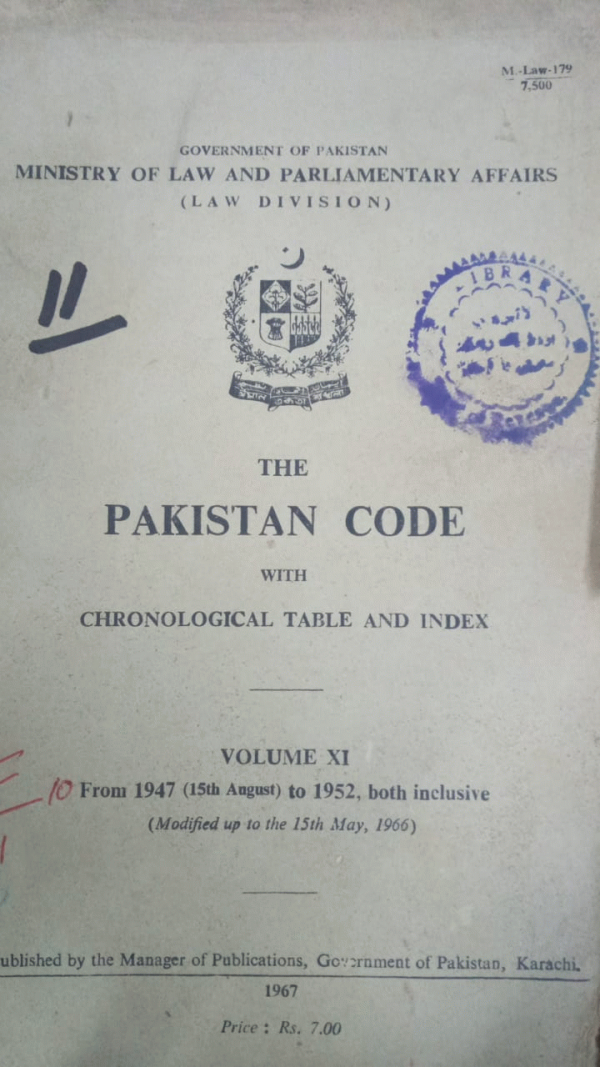 M.-Law-179
7,500
GOVERNMENT OF PAKISTAN
MINISTRY OF LAW AND PARLIAMENTARY AFFAIRS
(LAW DIVISION)
11
LIBRARY
THE
PAKISTAN CODE
WITH
CHRONOLOGICAL TABLE AND INDEX
VOLUME XI
10 From 1947 (15th August) to 1952, both inclusive
(Modified up to the 15th May, 1966)
ublished by the Manager of Publications, Government of Pakistan, Karachi.
1967
Price : Rs. 7.00